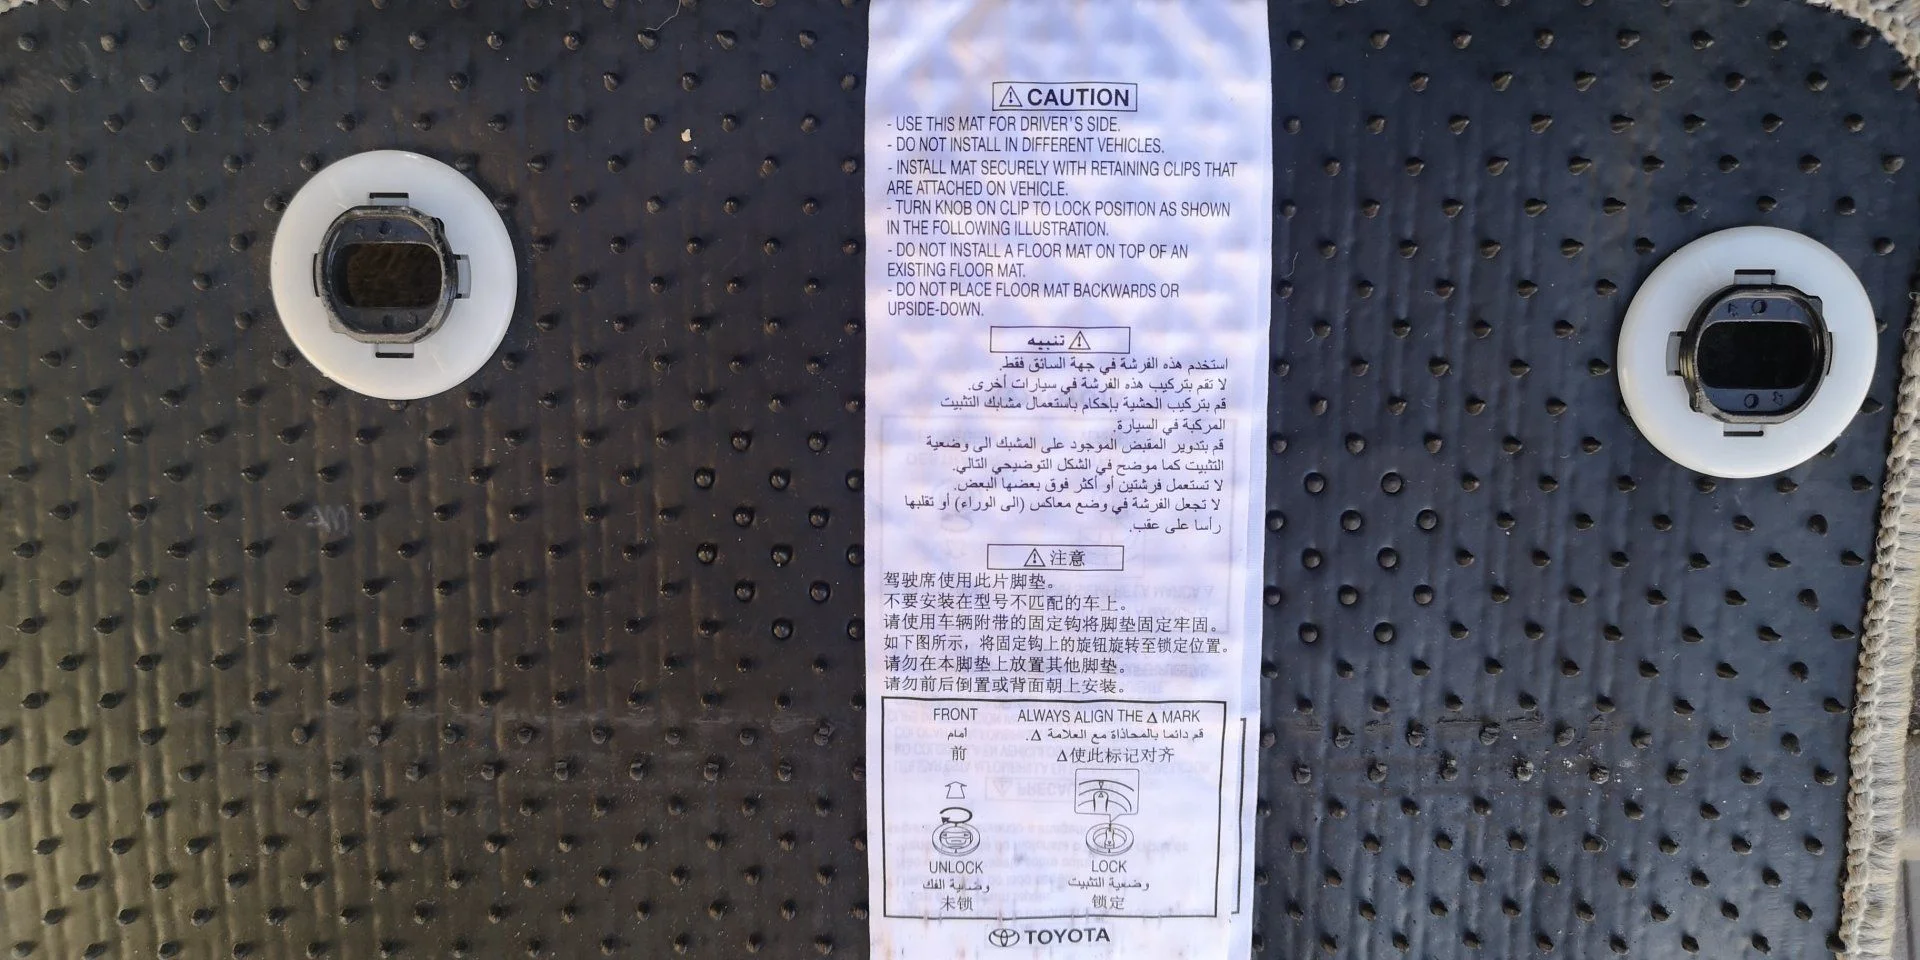 ⚠ CAUTION
- USE THIS MAT FOR DRIVER'S SIDE.
- DO NOT INSTALL IN DIFFERENT VEHICLES.
- INSTALL MAT SECURELY WITH RETAINING CLIPS THAT
ARE ATTACHED ON VEHICLE.
- TURN KNOB ON CLIP TO LOCK POSITION AS SHOWN
IN THE FOLLOWING ILLUSTRATION.
- DO NOT INSTALL A FLOOR MAT ON TOP OF AN
EXISTING FLOOR MAT.
- DO NOT PLACE FLOOR MAT BACKWARDS OR
UPSIDE-DOWN.
⚠ تنبيه
استخدم هذه الفرشة في جهة السائق فقط.
لا تقم بتركيب هذه الفرشة في سيارات أخرى.
قم بتركيب الحشية بإحكام باستعمال مشابك التثبيت
المركبة في السيارة.
قم بتدوير المقبض الموجود على المشبك الى وضعية
التثبيت كما موضح في الشكل التوضيحي التالي.
لا تستعمل فرشتين أو أكثر فوق بعضها البعض.
لا تجعل الفرشة في وضع معاكس (الى الوراء) أو تقلبها
رأسا على عقب.
⚠ 注意
驾驶席使用此片脚垫。
不要安装在型号不匹配的车上。
请使用车辆附带的固定钩将脚垫固定牢固。
如下图所示，将固定钩上的旋钮旋转至锁定位置。
请勿在本脚垫上放置其他脚垫。
请勿前后倒置或背面朝上安装。
FRONT
أمام
前
ALWAYS ALIGN THE Δ MARK
قم دائما بالمحاذاة مع العلامة Δ.
Δ使此标记对齐
UNLOCK
وضعية الفك
未锁
LOCK
وضعية التثبيت
锁定
TOYOTA